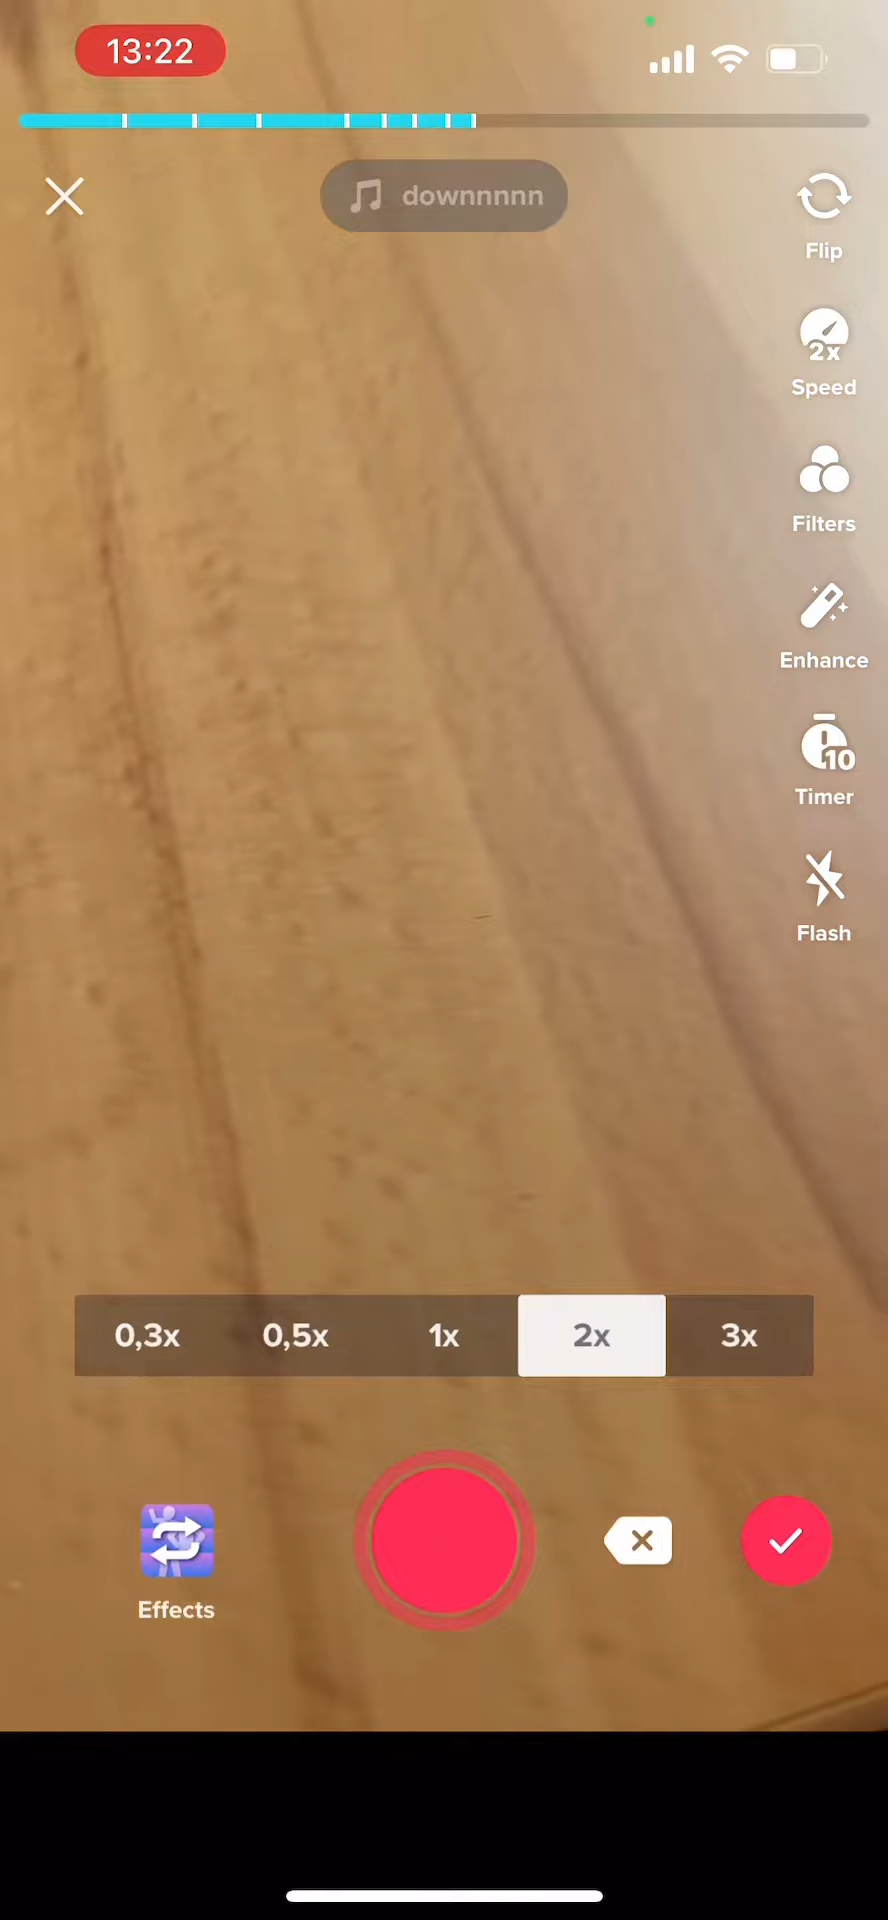 13:22
downnnnn
Flip
2x
Speed
Filters
Enhance
10
Timer
Flash
0,3x 0,5x 1x 2x 3x
Effects